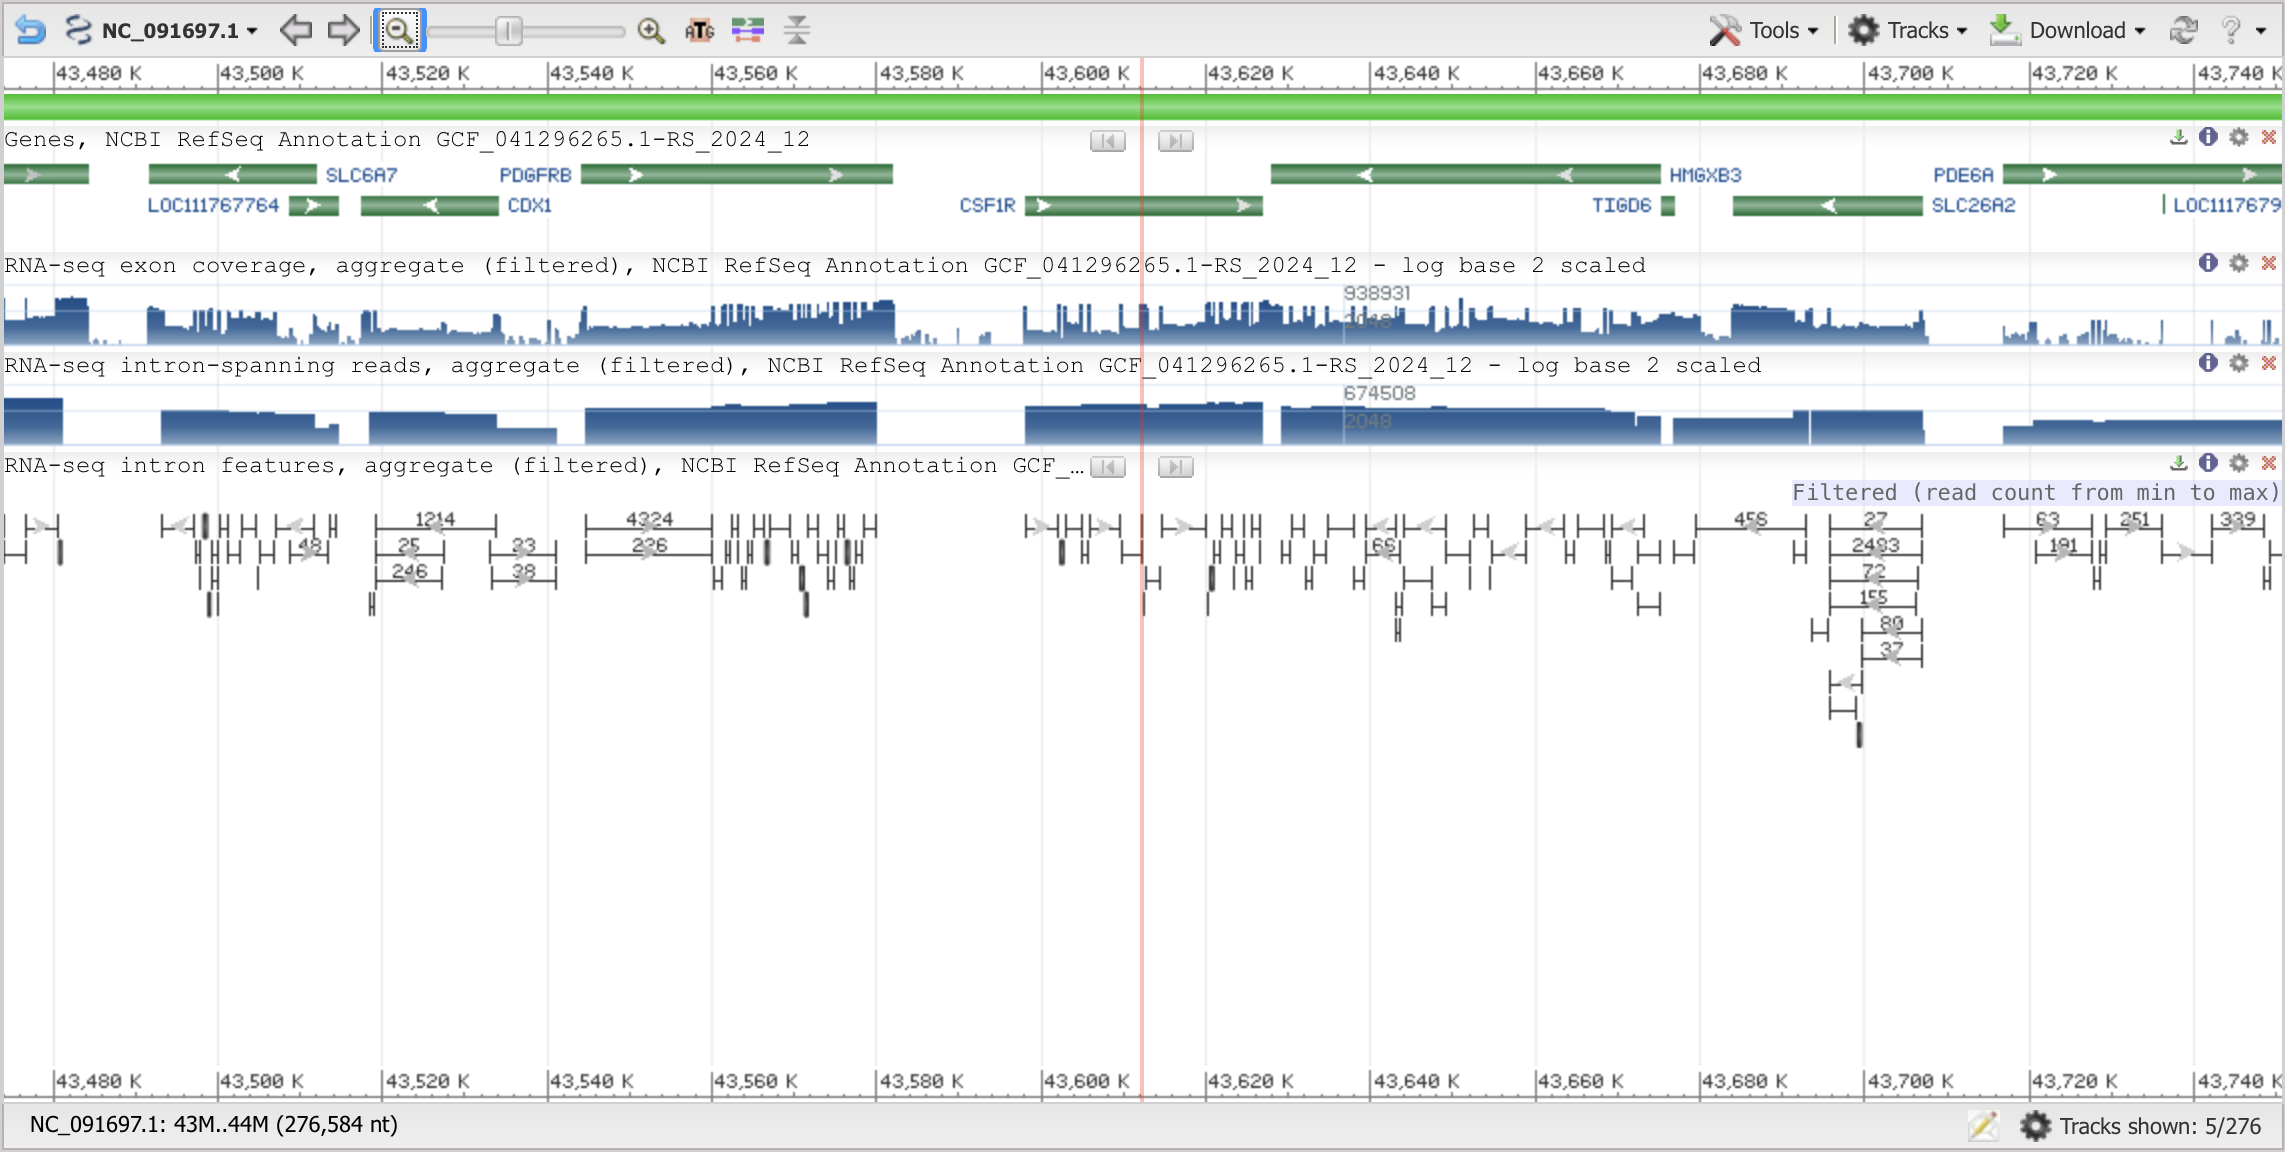 NC_091697.1 Tools Tracks Download ?
43,480 K 43,500 K 43,520 K 43,540 K 43,560 K 43,580 K 43,600 K 43,620 K 43,640 K 43,660 K 43,680 K 43,700 K 43,720 K 43,740 K
Genes, NCBI RefSeq Annotation GCF_041296265.1-RS_2024_12
SLC6A7 PDGFRB HMGXB3 PDE6A
LOC111767764 CDX1 CSF1R TIGD6 SLC26A2 LOC1117679
RNA-seq exon coverage, aggregate (filtered), NCBI RefSeq Annotation GCF_041296265.1-RS_2024_12 - log base 2 scaled
938931
2048
RNA-seq intron-spanning reads, aggregate (filtered), NCBI RefSeq Annotation GCF_041296265.1-RS_2024_12 - log base 2 scaled
674508
2048
RNA-seq intron features, aggregate (filtered), NCBI RefSeq Annotation GCF_…
Filtered (read count from min to max)
1214 4324 456 27 63 251 339
48 25 23 226 66 2483 191
246 38 72
155
80
37
43,480 K 43,500 K 43,520 K 43,540 K 43,560 K 43,580 K 43,600 K 43,620 K 43,640 K 43,660 K 43,680 K 43,700 K 43,720 K 43,740 K
NC_091697.1: 43M..44M (276,584 nt) Tracks shown: 5/276